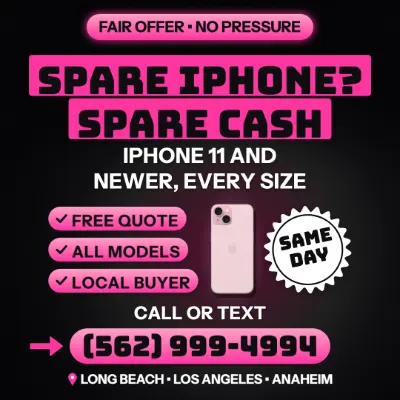 FAIR OFFER • NO PRESSURE
SPARE IPHONE?
SPARE CASH
IPHONE 11 AND
NEWER, EVERY SIZE
FREE QUOTE
ALL MODELS
LOCAL BUYER
SAME
DAY
CALL OR TEXT
(562) 999-4994
LONG BEACH • LOS ANGELES • ANAHEIM